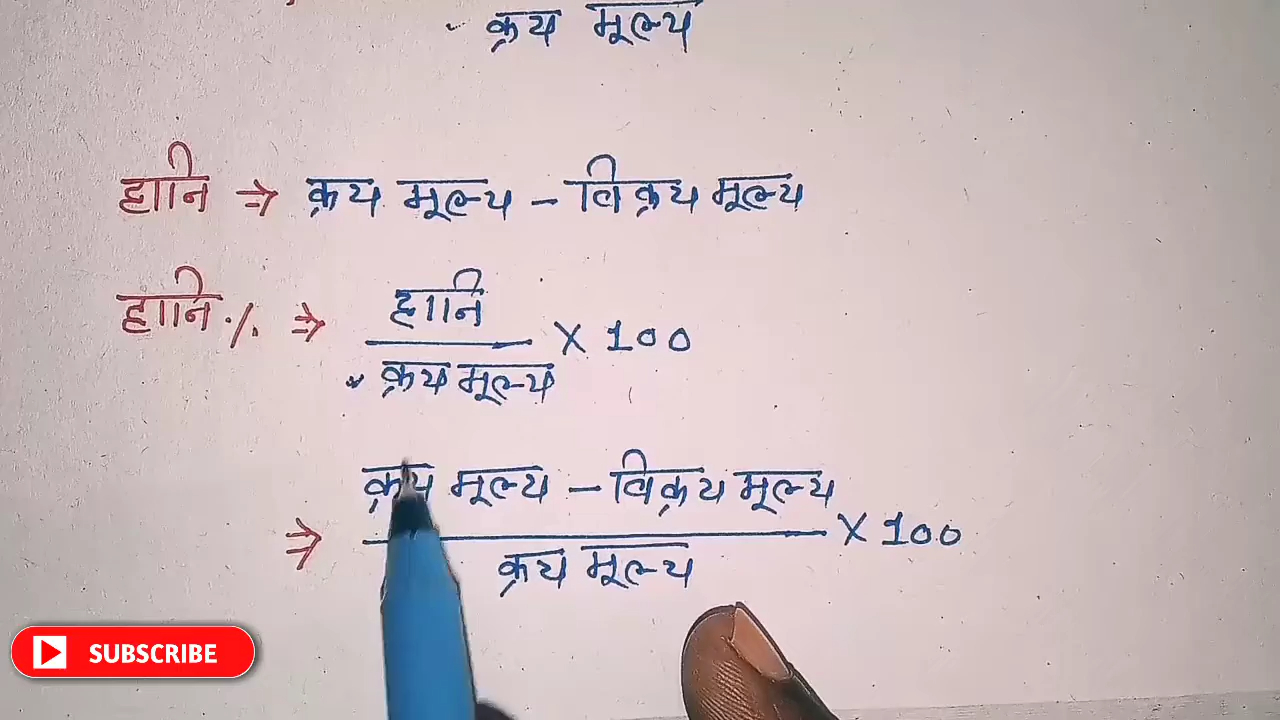 क्रय मूल्य
हानि ⇒ क्रय मूल्य - विक्रय मूल्य
हानि % ⇒ हानि / क्रय मूल्य X 100
⇒ क्रय मूल्य - विक्रय मूल्य / क्रय मूल्य X 100
SUBSCRIBE